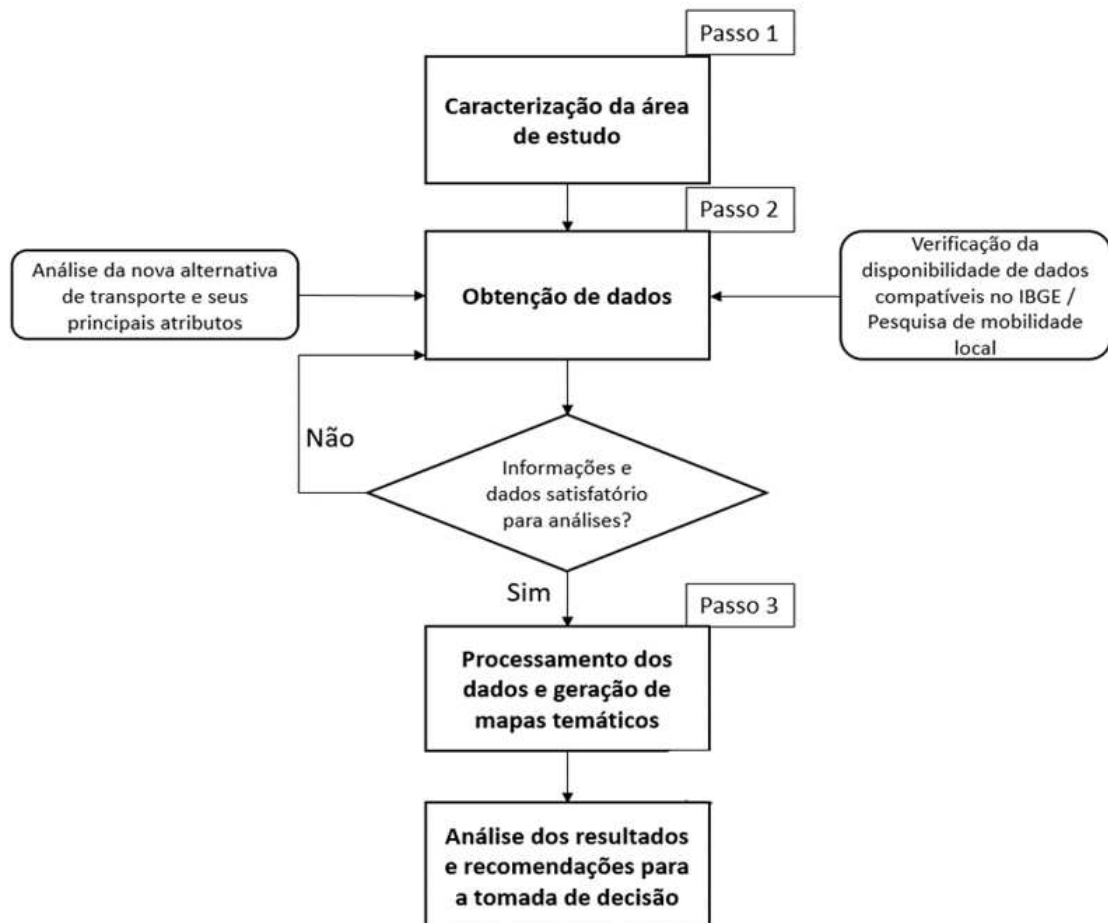 Passo 1
Caracterização da área
de estudo
Passo 2
Análise da nova alternativa
de transporte e seus
principais atributos
Obtenção de dados
Verificação da
disponibilidade de dados
compatíveis no IBGE /
Pesquisa de mobilidade
local
Não
Informações e
dados satisfatório
para análises?
Sim
Passo 3
Processamento dos
dados e geração de
mapas temáticos
Análise dos resultados
e recomendações para
a tomada de decisão